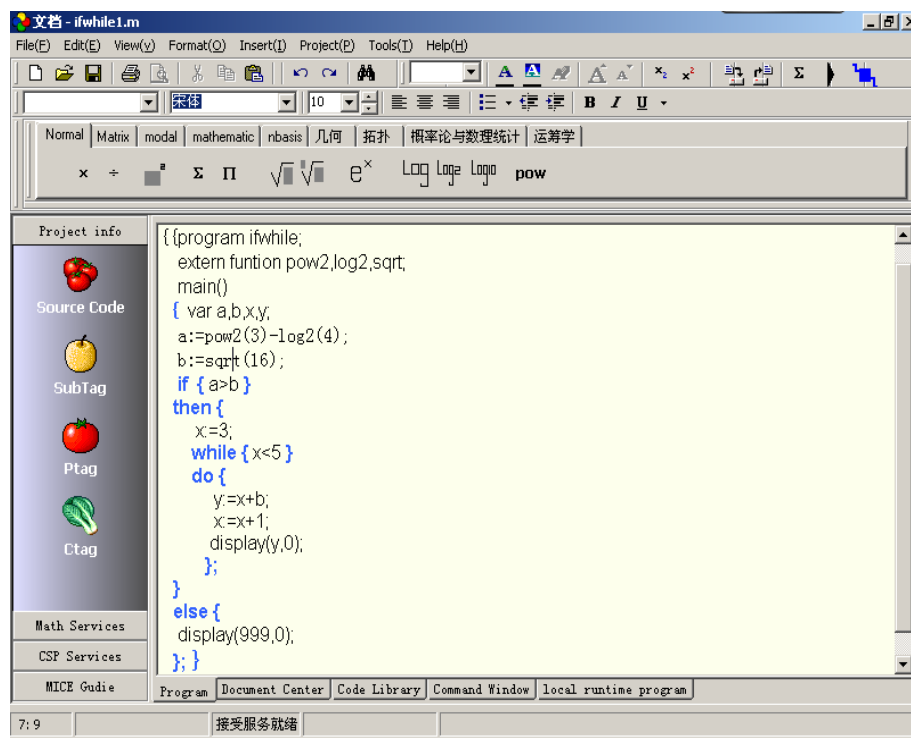 文档 - ifwhile1.m
File(F) Edit(E) View(v) Format(O) Insert(I) Project(P) Tools(T) Help(H)
A A A A x₂ x² Σ
宋体 10 B I U
Normal Matrix modal mathematic nbasis 几何 拓扑 概率论与数理统计 运筹学
× ÷ Σ Π √ √ e^x Log Log2 Log10 pow
Project info
Source Code
SubTag
Ptag
Ctag
Math Services
CSP Services
MICE Gudie
{ {program ifwhile;
extern funtion pow2,log2,sqrt;
main()
{ var a,b,x,y;
a:=pow2(3)-log2(4);
b:=sqrt(16);
if { a>b }
then {
x:=3;
while { x<5 }
do {
y:=x+b;
x:=x+1;
display(y,0);
};
}
else {
display(999,0);
}; }
Program Document Center Code Library Command Window local runtime program
7:9 接受服务就绪